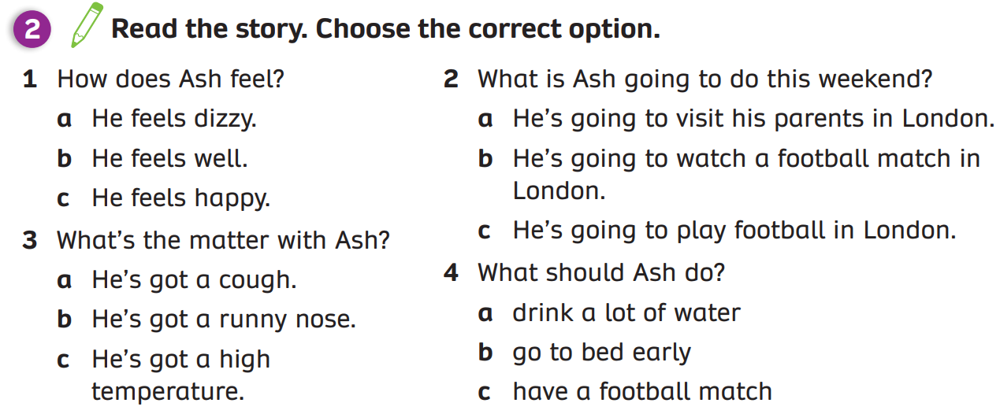 2 Read the story. Choose the correct option.
1 How does Ash feel?
a He feels dizzy.
b He feels well.
c He feels happy.
2 What is Ash going to do this weekend?
a He's going to visit his parents in London.
b He's going to watch a football match in
London.
c He's going to play football in London.
3 What's the matter with Ash?
a He's got a cough.
b He's got a runny nose.
c He's got a high
temperature.
4 What should Ash do?
a drink a lot of water
b go to bed early
c have a football match